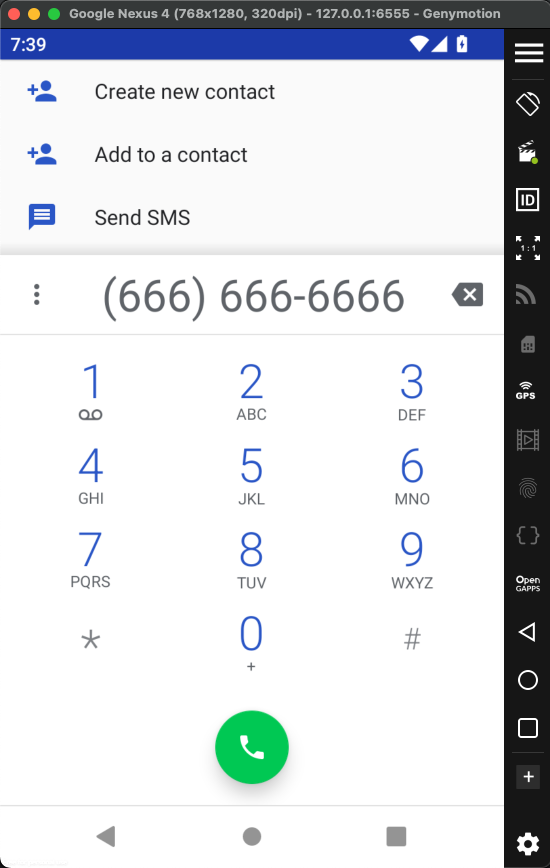 Google Nexus 4 (768x1280, 320dpi) - 127.0.0.1:6555 - Genymotion
7:39
Create new contact
Add to a contact
Send SMS
(666) 666-6666
1
2 ABC
3 DEF
4 GHI
5 JKL
6 MNO
7 PQRS
8 TUV
9 WXYZ
*
0 +
#
ID
1:1
GPS
{}
Open
GAPPS
+